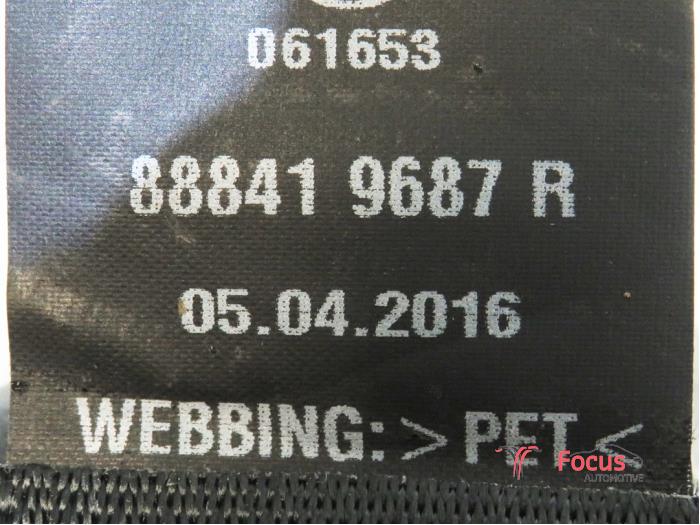 061653
88841 9687 R
05.04.2016
WEBBING: > PET <
Focus
AUTOMOTIVE